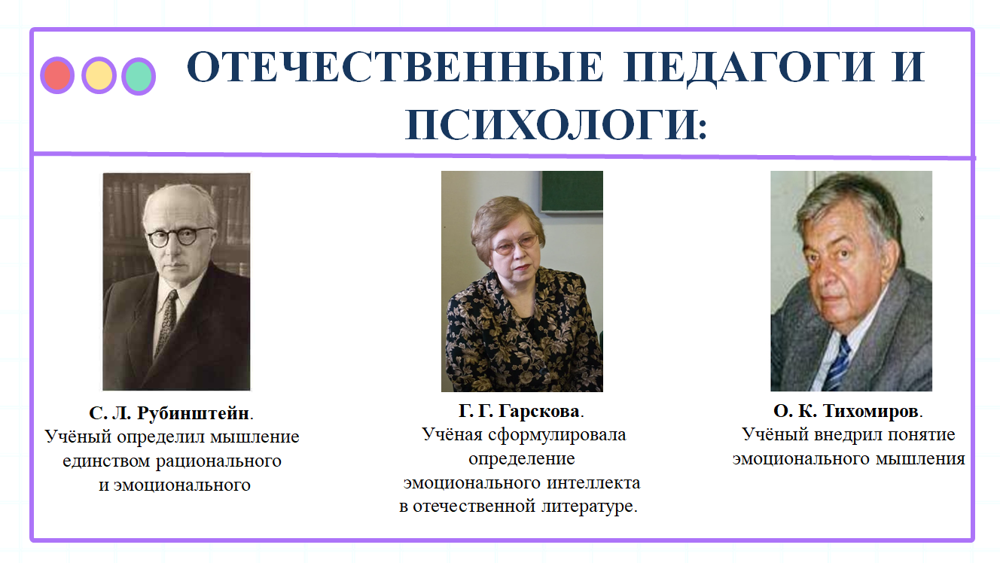 ОТЕЧЕСТВЕННЫЕ ПЕДАГОГИ И
ПСИХОЛОГИ:
С. Л. Рубинштейн.
Учёный определил мышление
единством рационального
и эмоционального
Г. Г. Гарскова.
Учёная сформулировала
определение
эмоционального интеллекта
в отечественной литературе.
О. К. Тихомиров.
Учёный внедрил понятие
эмоционального мышления